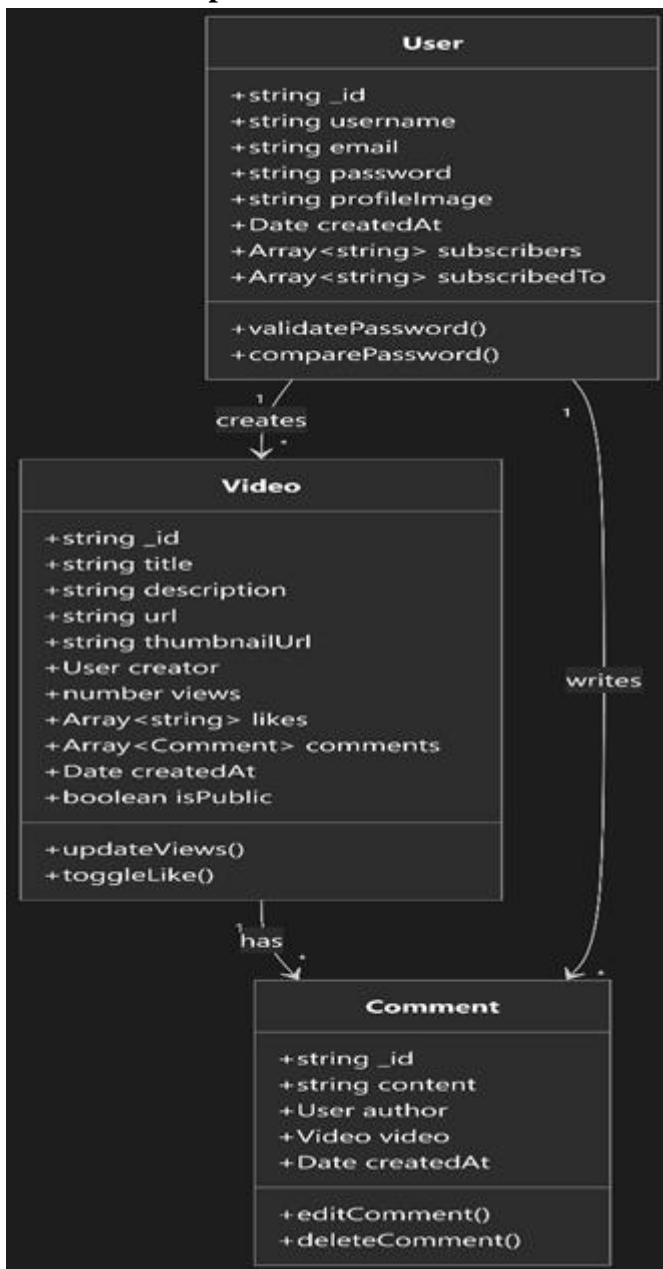 User
+string _id
+string username
+string email
+string password
+string profileImage
+Date createdAt
+Array<string> subscribers
+Array<string> subscribedTo
+validatePassword()
+comparePassword()
1
creates
*
1
Video
+string _id
+string title
+string description
+string url
+string thumbnailUrl
+User creator
+number views
+Array<string> likes
+Array<Comment> comments
+Date createdAt
+boolean isPublic
+updateViews()
+toggleLike()
writes
1
has
*
*
Comment
+string _id
+string content
+User author
+Video video
+Date createdAt
+editComment()
+deleteComment()